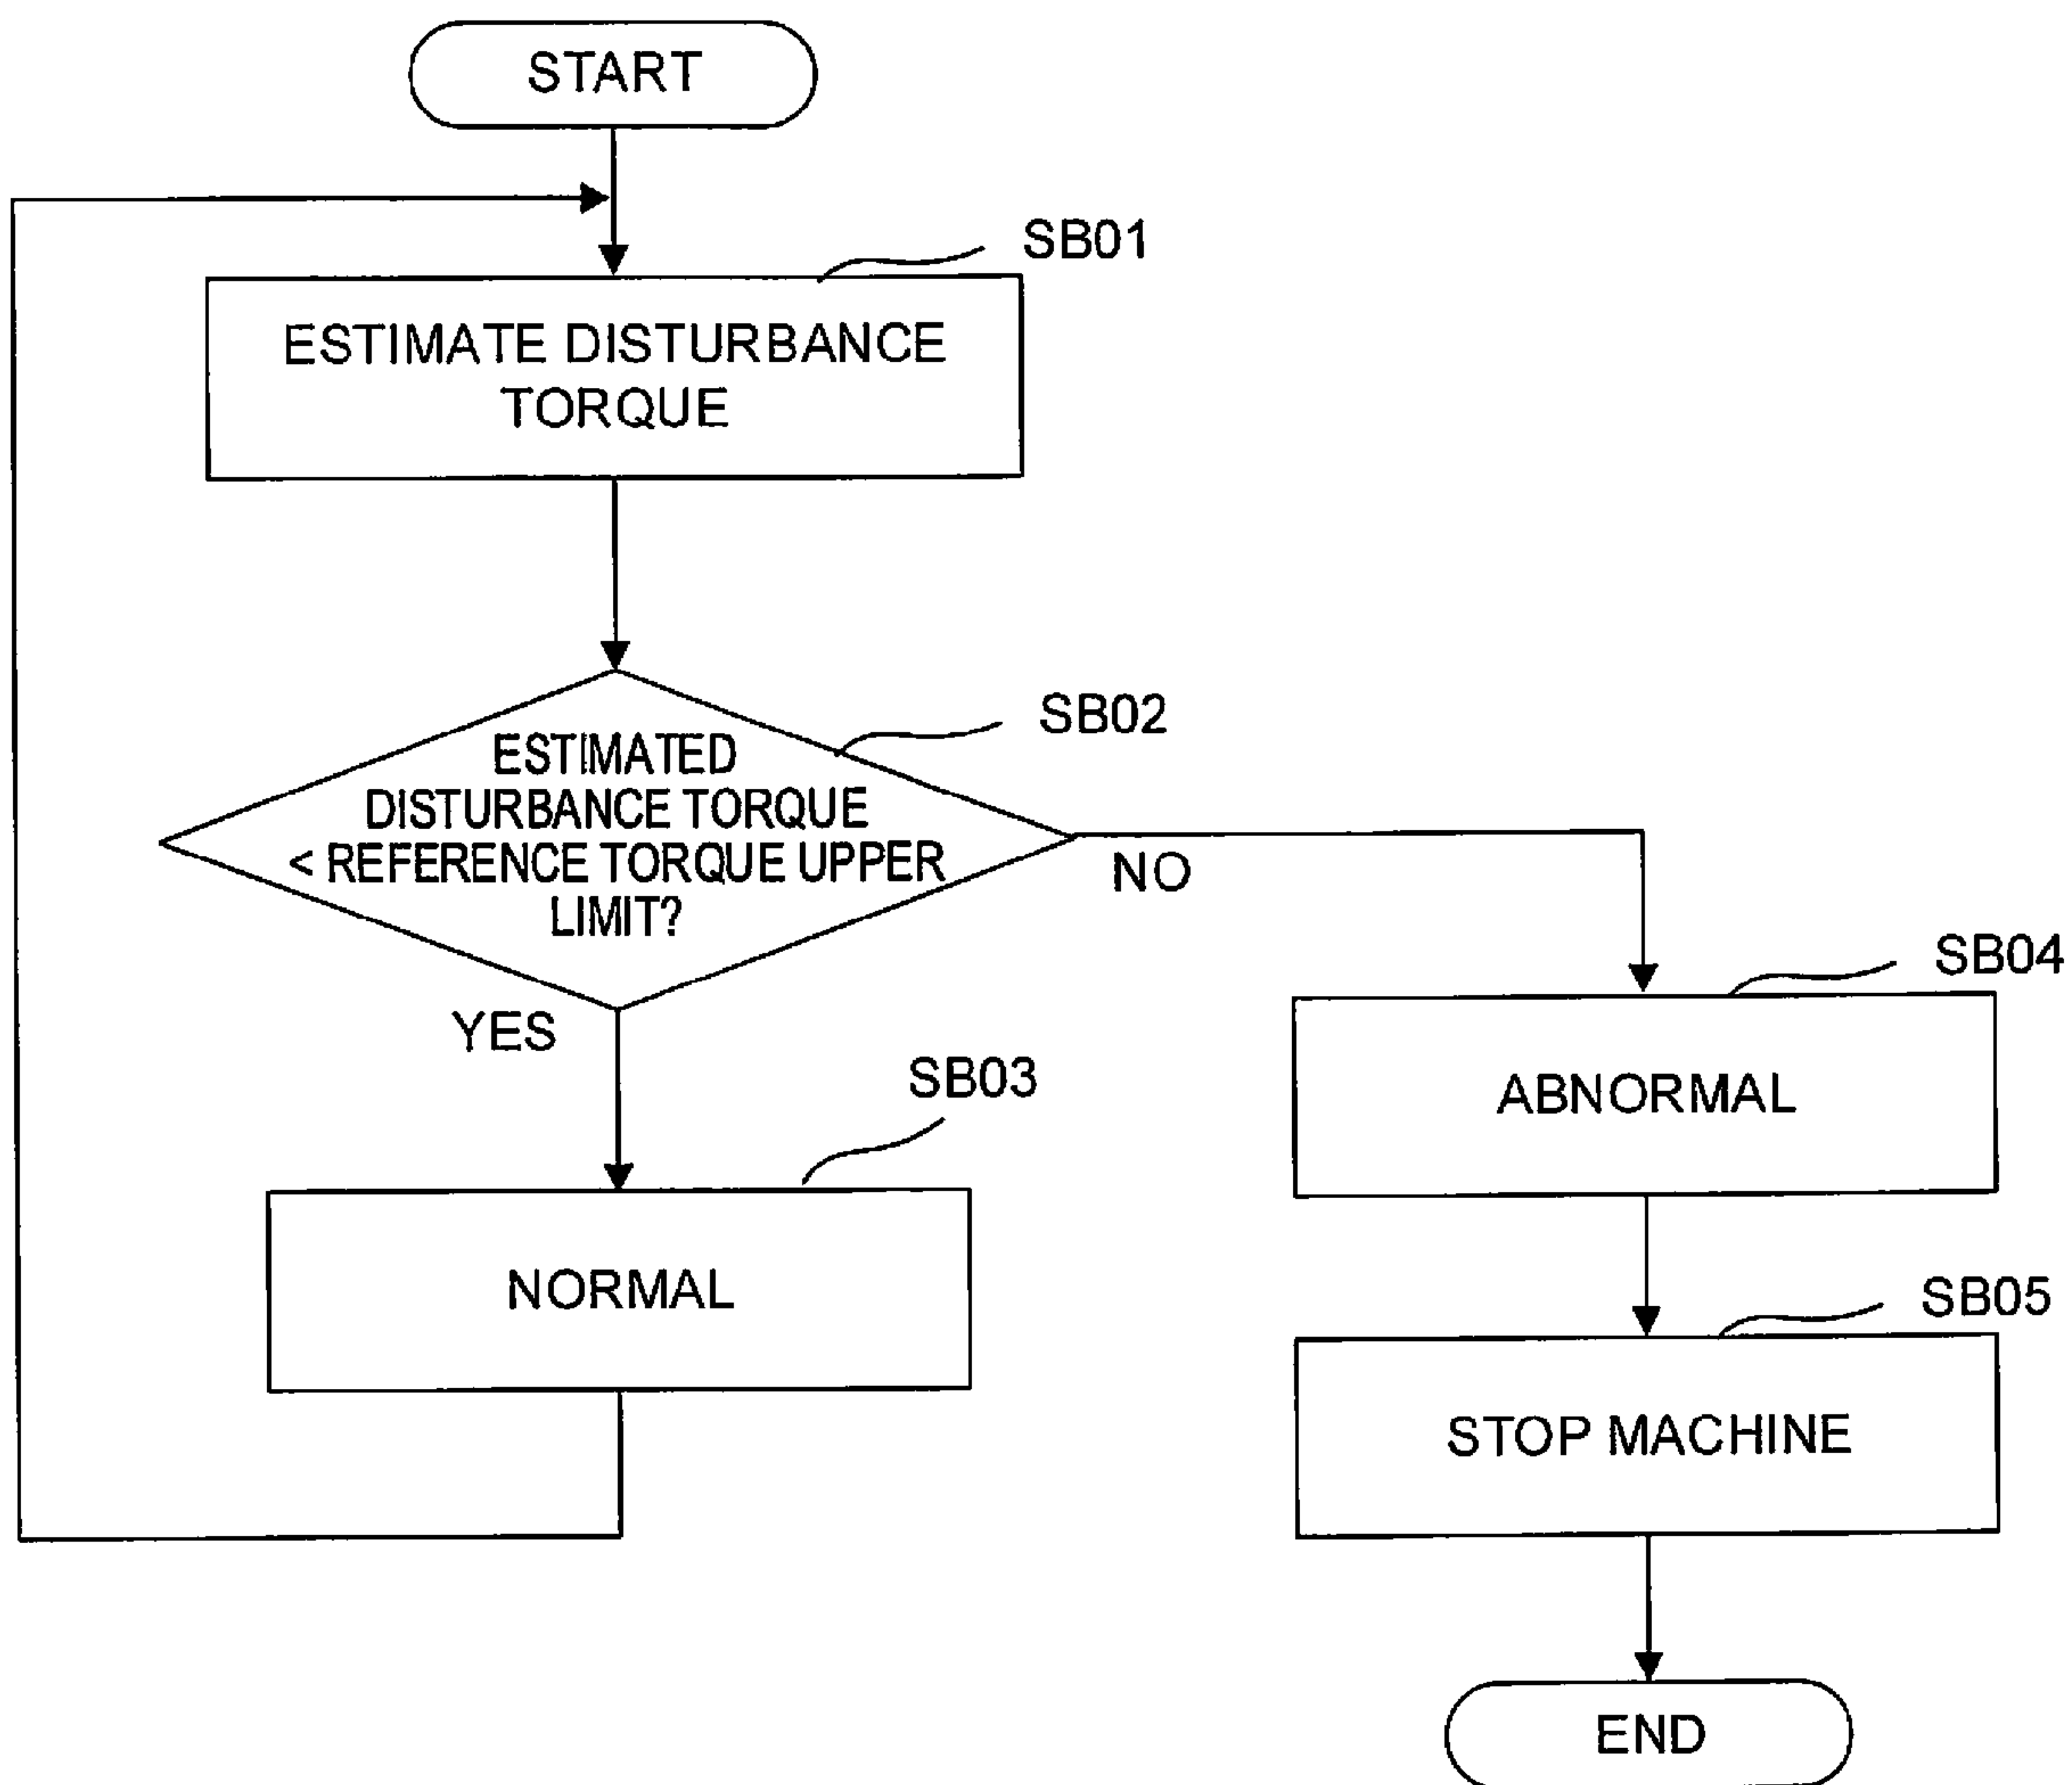 START
SB01
ESTIMATE DISTURBANCE
TORQUE
SB02
ESTIMATED
DISTURBANCE TORQUE
< REFERENCE TORQUE UPPER
LIMIT?
NO
YES
SB03
NORMAL
SB04
ABNORMAL
SB05
STOP MACHINE
END